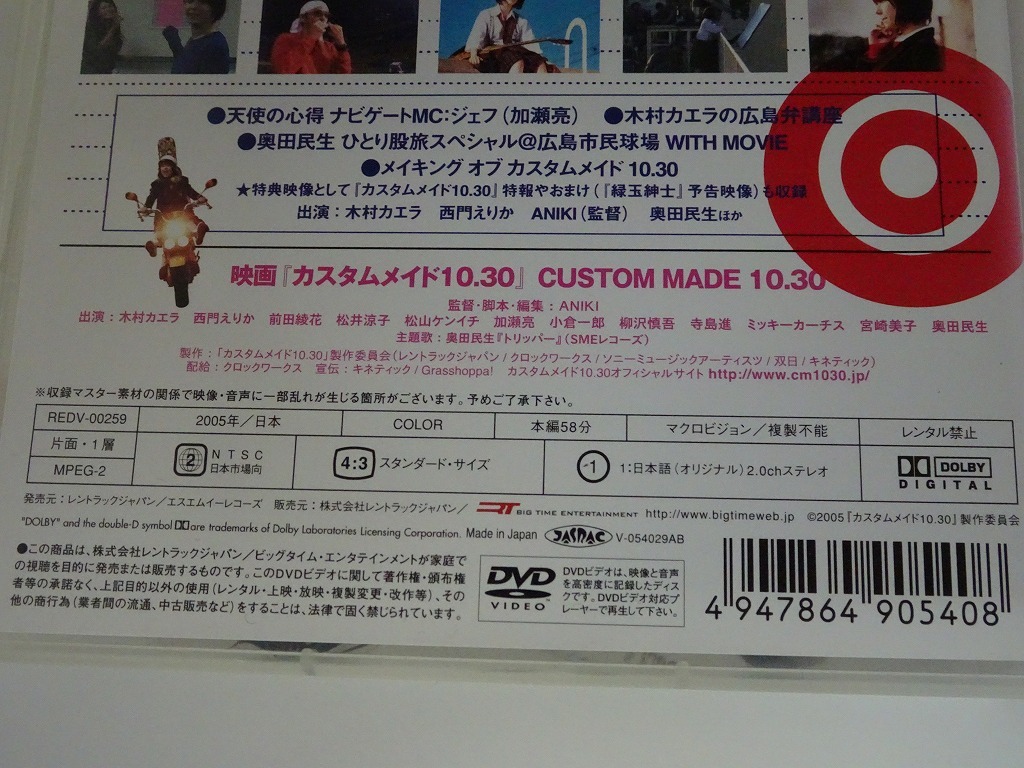 ●天使の心得 ナビゲートMC:ジェフ(加瀬亮) ●木村カエラの広島弁講座
●奥田民生 ひとり股旅スペシャル@広島市民球場 WITH MOVIE
●メイキング オブ カスタムメイド 10.30
★特典映像として『カスタムメイド10.30』特報やおまけ(『緑玉紳士』予告映像)も収録
出演:木村カエラ 西門えりか ANIKI(監督) 奥田民生ほか
映画『カスタムメイド10.30』 CUSTOM MADE 10.30
監督・脚本・編集:ANIKI
出演:木村カエラ 西門えりか 前田綾花 松井涼子 松山ケンイチ 加瀬亮 小倉一郎 柳沢慎吾 寺島進 ミッキーカーチス 宮崎美子 奥田民生
主題歌:奥田民生『トリッパー』(SMEレコーズ)
製作:「カスタムメイド10.30」製作委員会(レントラックジャパン/クロックワークス/ソニーミュージックアーティスツ/双日/キネティック)
配給:クロックワークス 宣伝:キネティック/Grasshoppa! カスタムメイド10.30オフィシャルサイト http://www.cm1030.jp/
※収録マスター素材の関係で映像・音声に一部乱れが生じる箇所がございます。予めご了承下さい。
REDV-00259 2005年/日本 COLOR 本編58分 マクロビジョン/複製不能 レンタル禁止
片面・1層
MPEG-2
2 NTSC 日本市場向
4:3 スタンダード・サイズ
-1 1:日本語(オリジナル)2.0chステレオ
DOLBY
DIGITAL
発売元:レントラックジャパン/エスエムイーレコーズ 販売元:株式会社レントラックジャパン/ BIG TIME ENTERTAINMENT http://www.bigtimeweb.jp ©2005『カスタムメイド10.30』製作委員会
"DOLBY" and the double-D symbol are trademarks of Dolby Laboratories Licensing Corporation. Made in Japan JASRAC V-054029AB
●この商品は、株式会社レントラックジャパン/ビッグタイム・エンタテインメントが家庭で
の視聴を目的に発売または販売するものです。このDVDビデオに関して著作権・頒布権
者等の承諾なく、上記目的以外の使用(レンタル・上映・放映・複製変更・改作等)、その
他の商行為(業者間の流通、中古販売など)をすることは、法律で固く禁じられています。
DVD
VIDEO
DVDビデオは、映像と音声
を高密度に記録したディス
クです。DVDビデオ対応プ
レーヤーで再生して下さい。
4 947864 905408